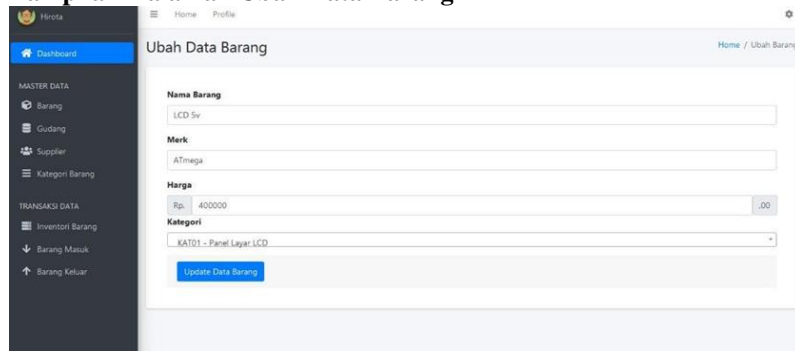 Hirota
Home Profile
Dashboard
Ubah Data Barang
Home / Ubah Barang
MASTER DATA
Barang
Gudang
Supplier
Kategori Barang
TRANSAKSI DATA
Inventori Barang
Barang Masuk
Barang Keluar
Nama Barang
LCD 5v
Merk
ATmega
Harga
Rp. 400000 .00
Kategori
KAT01 - Panel Layar LCD
Update Data Barang